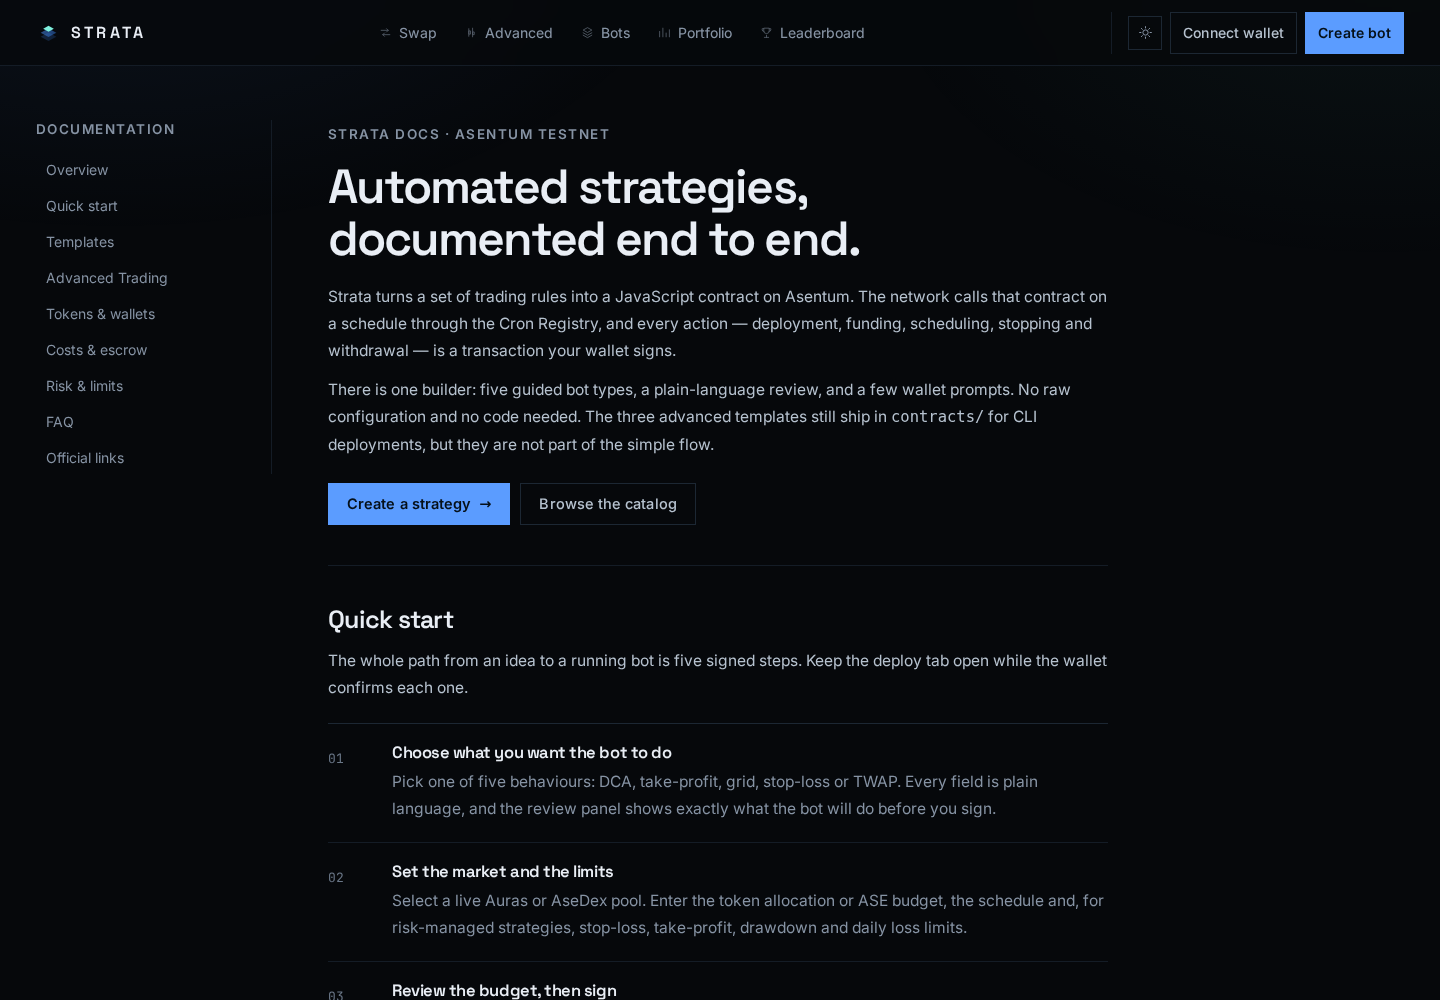 STRATA
Swap
Advanced
Bots
Portfolio
Leaderboard
Connect wallet
Create bot
DOCUMENTATION
Overview
Quick start
Templates
Advanced Trading
Tokens & wallets
Costs & escrow
Risk & limits
FAQ
Official links
STRATA DOCS · ASENTUM TESTNET
Automated strategies,
documented end to end.
Strata turns a set of trading rules into a JavaScript contract on Asentum. The network calls that contract on
a schedule through the Cron Registry, and every action — deployment, funding, scheduling, stopping and
withdrawal — is a transaction your wallet signs.
There is one builder: five guided bot types, a plain-language review, and a few wallet prompts. No raw
configuration and no code needed. The three advanced templates still ship in contracts/ for CLI
deployments, but they are not part of the simple flow.
Create a strategy →
Browse the catalog
Quick start
The whole path from an idea to a running bot is five signed steps. Keep the deploy tab open while the wallet
confirms each one.
01
Choose what you want the bot to do
Pick one of five behaviours: DCA, take-profit, grid, stop-loss or TWAP. Every field is plain
language, and the review panel shows exactly what the bot will do before you sign.
02
Set the market and the limits
Select a live Auras or AseDex pool. Enter the token allocation or ASE budget, the schedule and, for
risk-managed strategies, stop-loss, take-profit, drawdown and daily loss limits.
03
Review the budget, then sign